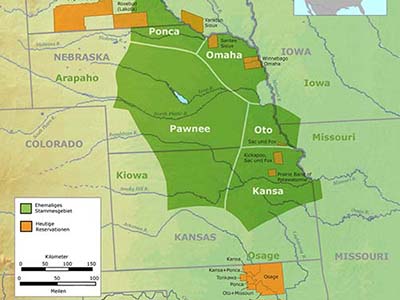 Rosebud
(Lakota)
Ponca
Yankton
Sioux
Santee
Sioux
Omaha
Winnebago
Omaha
IOWA
NEBRASKA
Arapaho
Iowa
Pawnee
Oto
Sac und Fox
Missouri
COLORADO
Kickapoo,
Sac und Fox
Prairie Band of
Potawatomie
Kiowa
Kansa
Ehemaliges
Stammesgebiet
Heutige
Reservationen
KANSAS
Osage
MISSOURI
Kilometer
0 50 100 150
0 50 100
Meilen
Kansa
Kansa+Ponca
Tonkawa
Ponca
Oto+Missouri
Osage